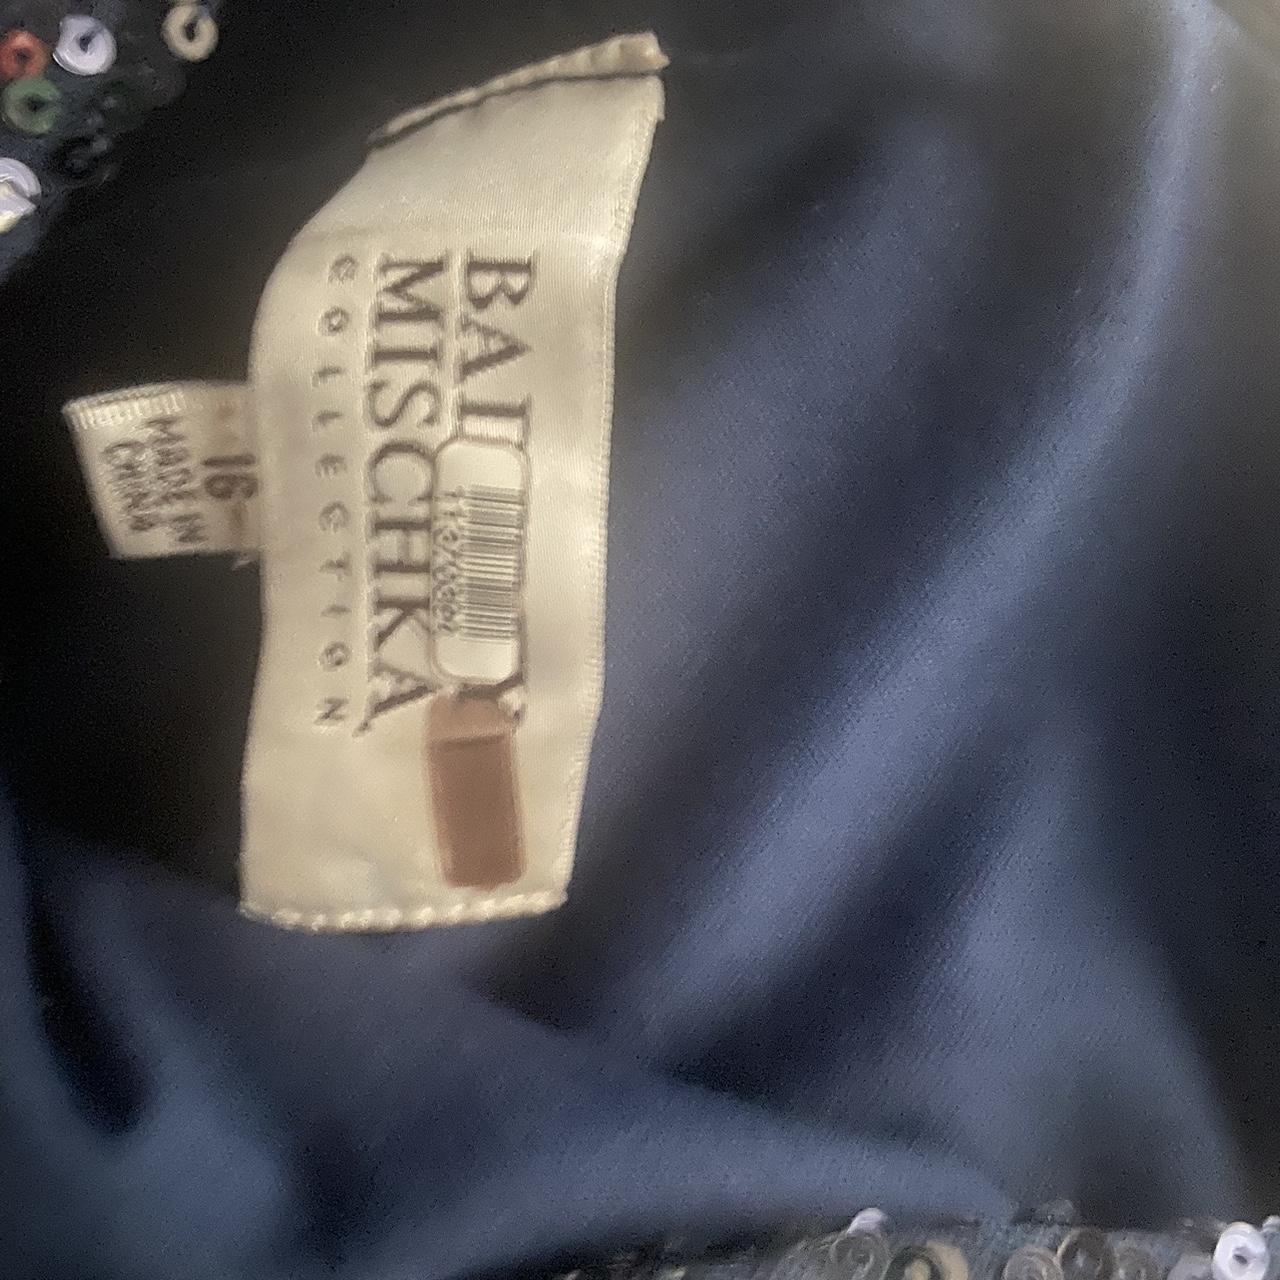 BADGLEY
MISCHKA
COLLECTION
16
MADE IN
CHINA